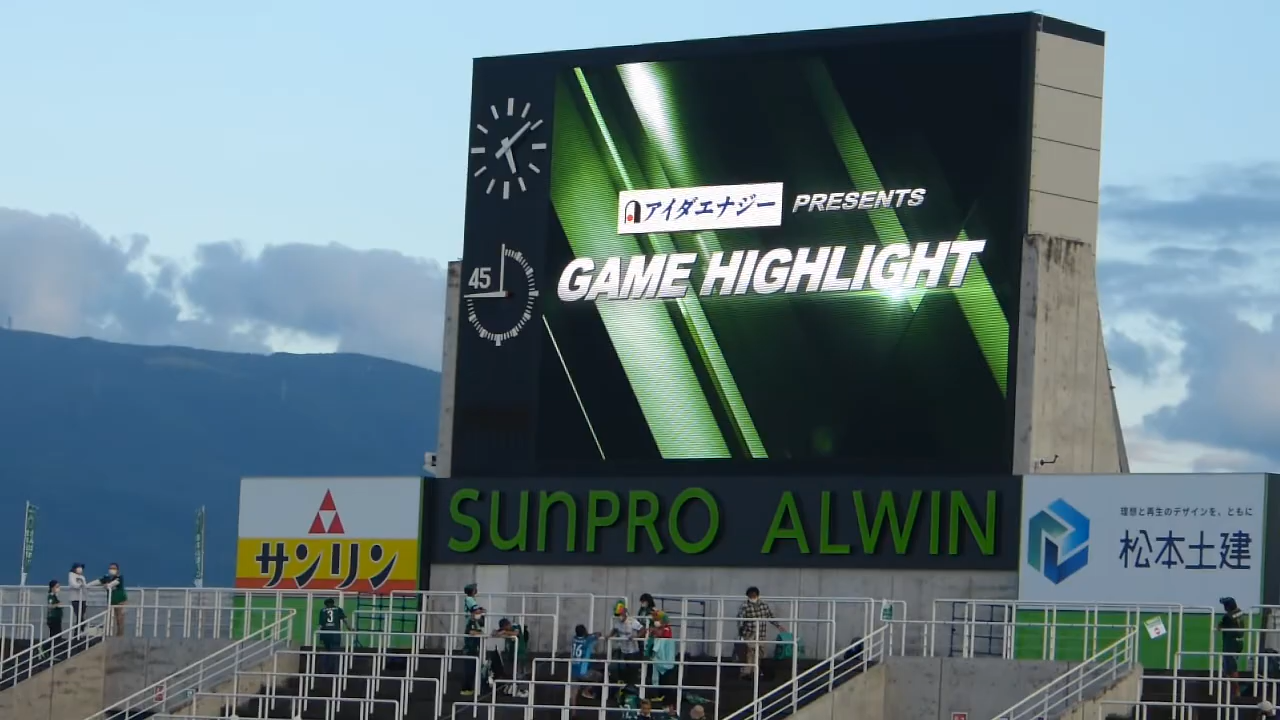 アイダエナジー PRESENTS
GAME HIGHLIGHT
45
SUNPRO ALWIN
サンリン
理想と再生のデザインを、ともに
松本土建
3
16